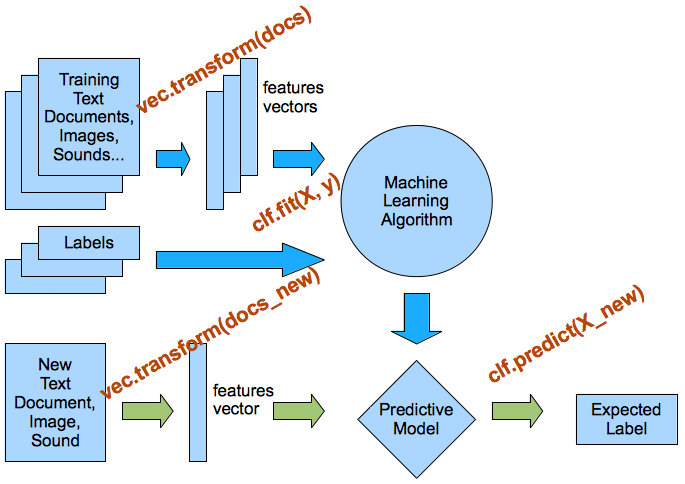 Training
Text
Documents,
Images,
Sounds...
vec.transform(docs)
features
vectors
Machine
Learning
Algorithm
clf.fit(X, y)
Labels
vec.transform(docs_new)
New
Text
Document,
Image,
Sound
features
vector
Predictive
Model
clf.predict(X_new)
Expected
Label